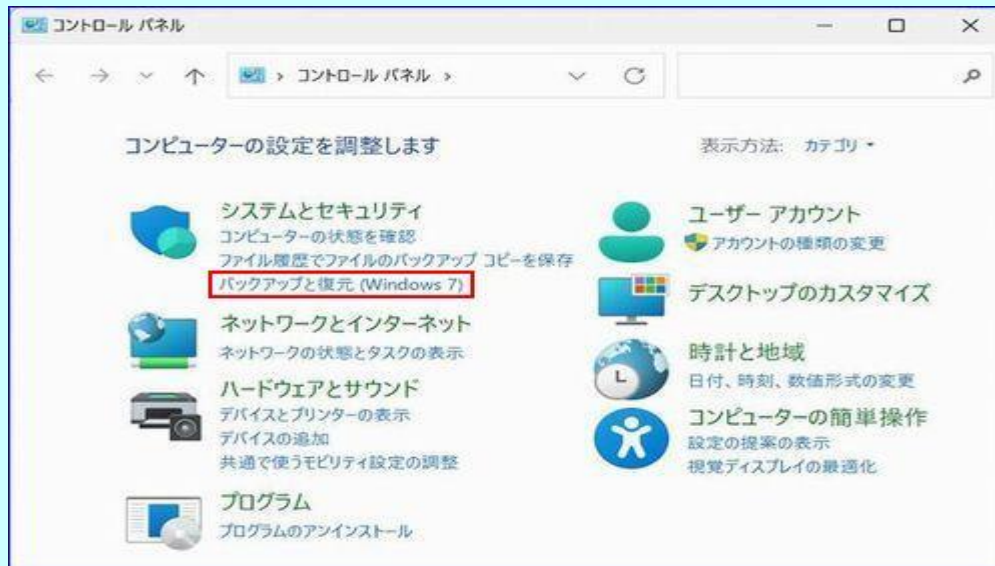 コントロール パネル
コントロール パネル
コンピューターの設定を調整します
表示方法: カテゴリ
システムとセキュリティ
コンピューターの状態を確認
ファイル履歴でファイルのバックアップ コピーを保存
バックアップと復元 (Windows 7)
ネットワークとインターネット
ネットワークの状態とタスクの表示
ハードウェアとサウンド
デバイスとプリンターの表示
デバイスの追加
共通で使うモビリティ設定の調整
プログラム
プログラムのアンインストール
ユーザー アカウント
アカウントの種類の変更
デスクトップのカスタマイズ
時計と地域
日付、時刻、数値形式の変更
コンピューターの簡単操作
設定の提案の表示
視覚ディスプレイの最適化